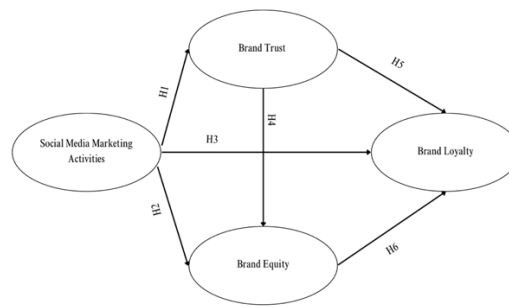 Brand Trust
H1
H5
H4
H3
Social Media Marketing
Activities
Brand Loyalty
H2
H6
Brand Equity